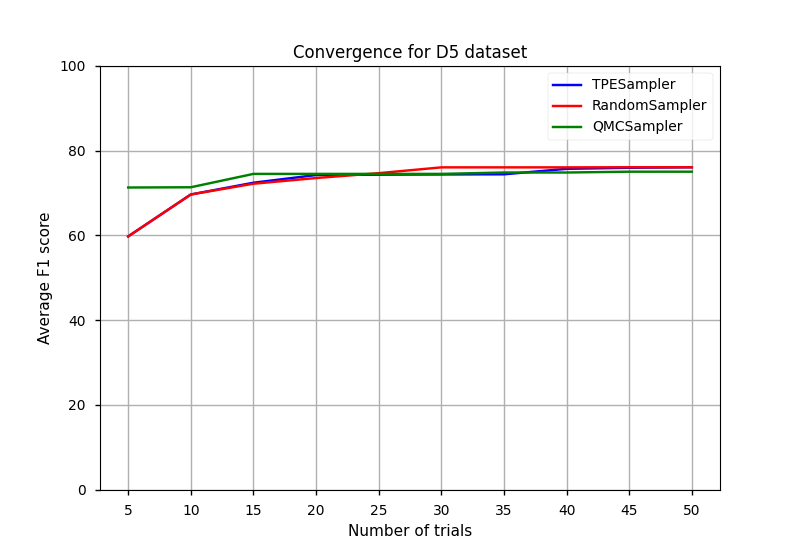 Convergence for D5 dataset
TPESampler
RandomSampler
QMCSampler
Average F1 score
100
80
60
40
20
0
5 10 15 20 25 30 35 40 45 50
Number of trials